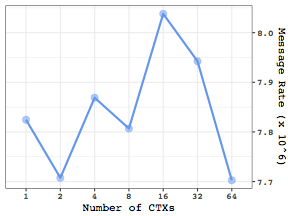 8.0
7.9
7.8
7.7
Message Rate (x 10^6)
1 2 4 8 16 32 64
Number of CTXs